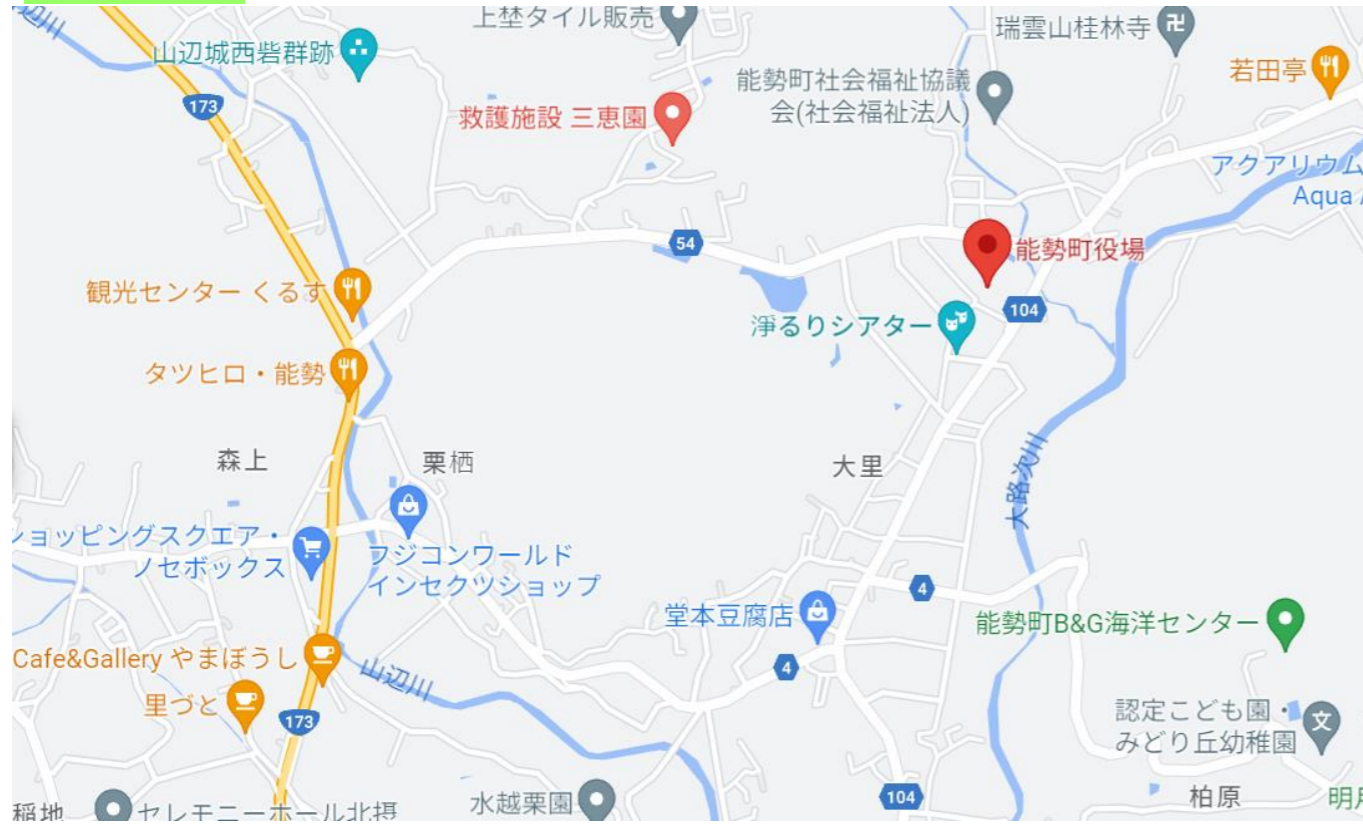 辺川
上埜タイル販売
瑞雲山桂林寺
山辺城西砦群跡
若田亭
能勢町社会福祉協議
会(社会福祉法人)
173
救護施設 三恵園
アクアリウム
Aqua
54
能勢町役場
観光センター くるす
104
浄るりシアター
タツヒロ・能勢
森上
栗栖
大里
大路次川
ショッピングスクエア・
ノセボックス
フジコンワールド
インセクツショップ
4
堂本豆腐店
能勢町B&G海洋センター
Cafe&Gallery やまぼうし
山辺川
4
里づと
173
認定こども園・
みどり丘幼稚園
稲地
セレモニーホール北摂
水越栗園
104
柏原
明月